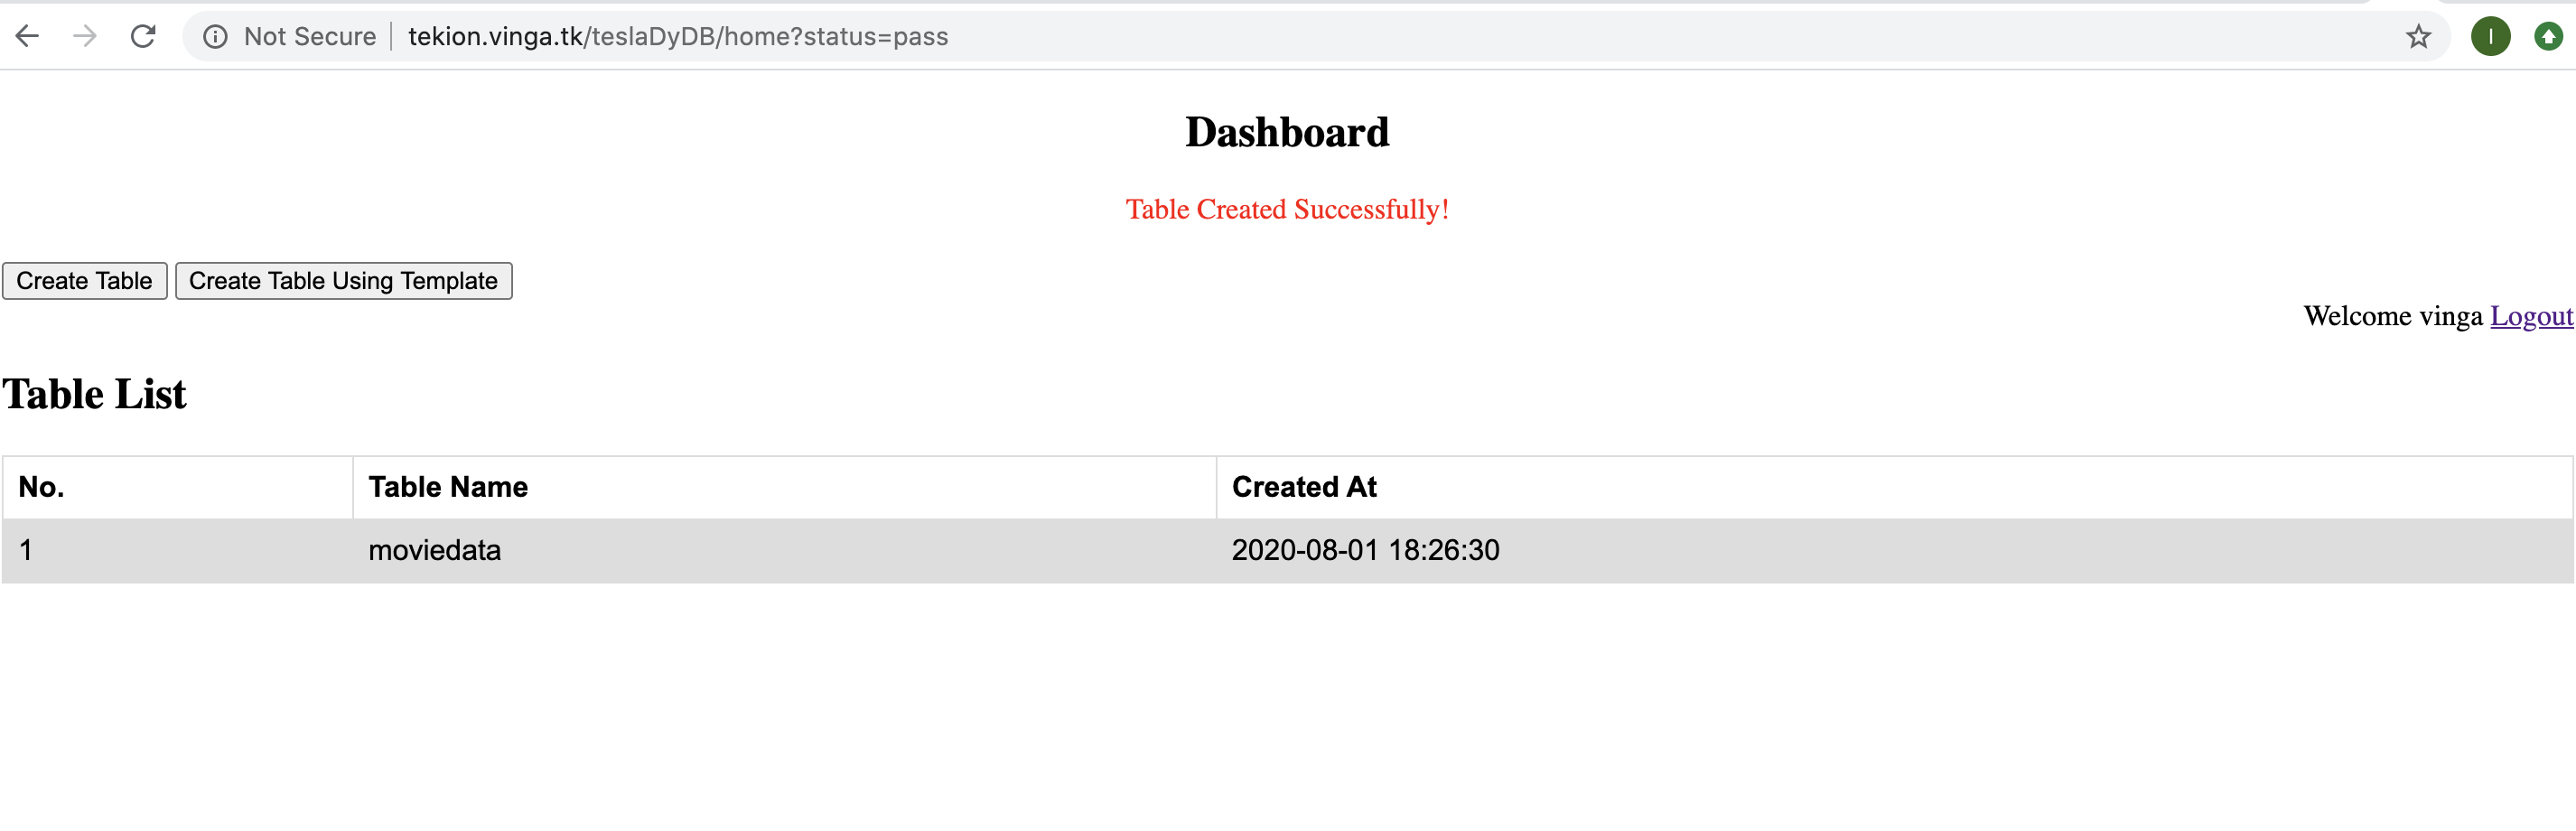 Not Secure tekion.vinga.tk/teslaDyDB/home?status=pass I
Dashboard
Table Created Successfully!
Create Table Create Table Using Template
Welcome vinga Logout
Table List
No. Table Name Created At
1 moviedata 2020-08-01 18:26:30